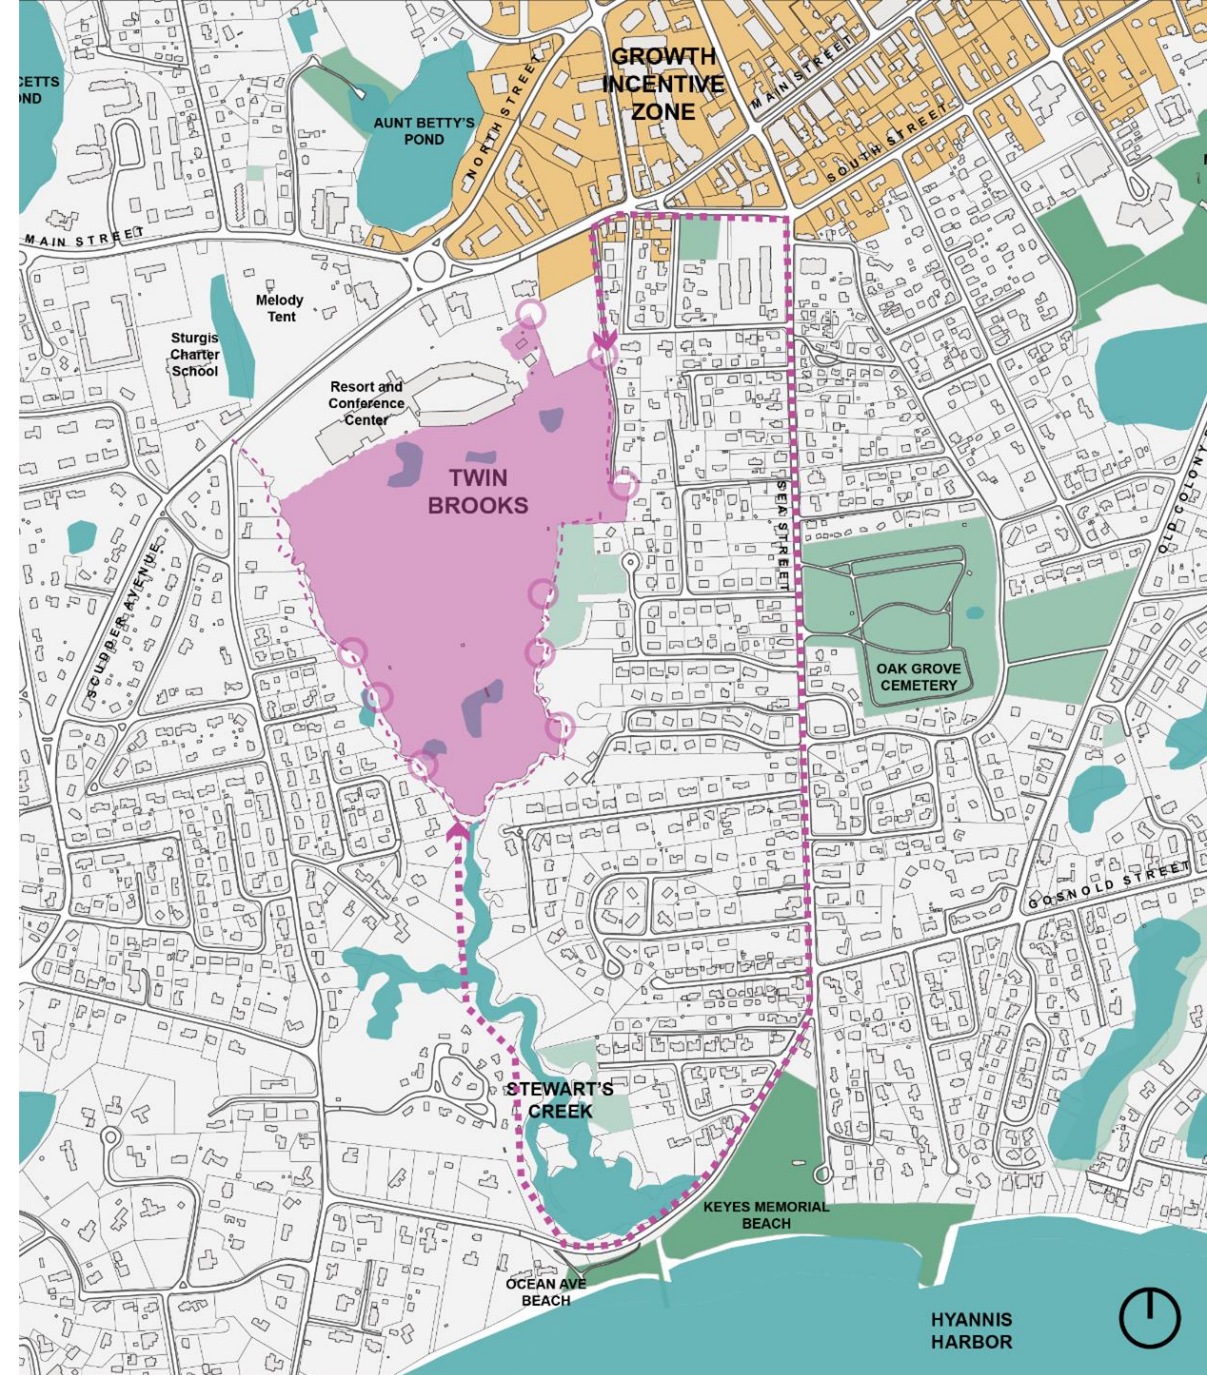 GROWTH
INCENTIVE
ZONE
MAIN STREET
NORTH STREET
SOUTH STREET
AUNT BETTY'S
POND
CETTS
OND
MAIN STREET
Melody
Tent
Sturgis
Charter
School
Resort and
Conference
Center
TWIN
BROOKS
SEA STREET
OLD COLONY
SCUDDER AVENUE
OAK GROVE
CEMETERY
GOSNOLD STREET
STEWART'S
CREEK
KEYES MEMORIAL
BEACH
OCEAN AVE
BEACH
HYANNIS
HARBOR